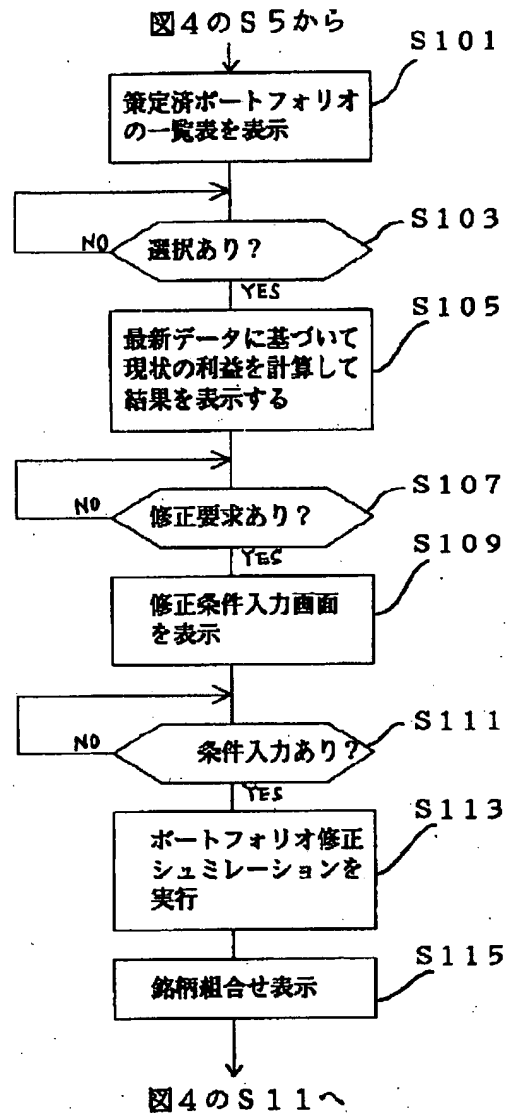 図4のS5から
S101
策定済ポートフォリオ
の一覧表を表示
S103
選択あり?
NO
YES
S105
最新データに基づいて
現状の利益を計算して
結果を表示する
S107
修正要求あり?
NO
YES
S109
修正条件入力画面
を表示
S111
条件入力あり?
NO
YES
S113
ポートフォリオ修正
シュミレーションを
実行
S115
銘柄組合せ表示
図4のS11へ